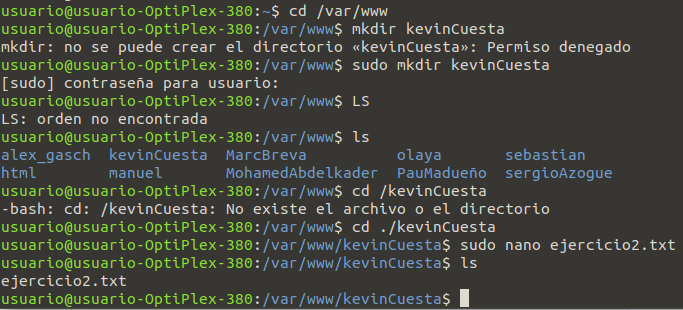 usuario@usuario-OptiPlex-380:~$ cd /var/www
usuario@usuario-OptiPlex-380:/var/www$ mkdir kevinCuesta
mkdir: no se puede crear el directorio «kevinCuesta»: Permiso denegado
usuario@usuario-OptiPlex-380:/var/www$ sudo mkdir kevinCuesta
[sudo] contraseña para usuario:
usuario@usuario-OptiPlex-380:/var/www$ LS
LS: orden no encontrada
usuario@usuario-OptiPlex-380:/var/www$ ls
alex_gasch  kevinCuesta  MarcBreva         olaya      sebastian
html        manuel       MohamedAbdelkader  PauMadueño  sergioAzogue
usuario@usuario-OptiPlex-380:/var/www$ cd /kevinCuesta
-bash: cd: /kevinCuesta: No existe el archivo o el directorio
usuario@usuario-OptiPlex-380:/var/www$ cd ./kevinCuesta
usuario@usuario-OptiPlex-380:/var/www/kevinCuesta$ sudo nano ejercicio2.txt
usuario@usuario-OptiPlex-380:/var/www/kevinCuesta$ ls
ejercicio2.txt
usuario@usuario-OptiPlex-380:/var/www/kevinCuesta$